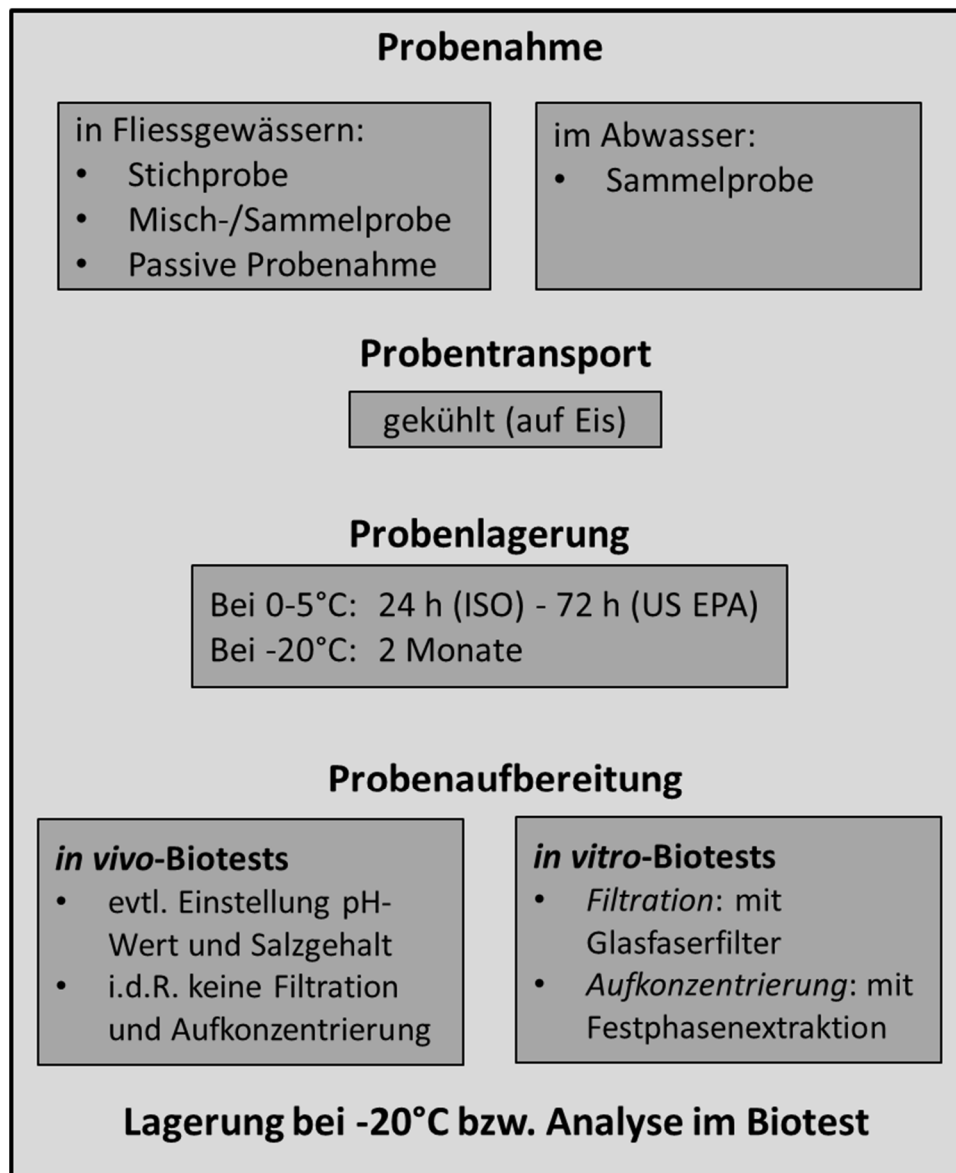 Probenahme
in Fliessgewässern:
• Stichprobe
• Misch-/Sammelprobe
• Passive Probenahme
im Abwasser:
• Sammelprobe
Probentransport
gekühlt (auf Eis)
Probenlagerung
Bei 0-5°C: 24 h (ISO) - 72 h (US EPA)
Bei -20°C: 2 Monate
Probenaufbereitung
in vivo-Biotests
• evtl. Einstellung pH-
Wert und Salzgehalt
• i.d.R. keine Filtration
und Aufkonzentrierung
in vitro-Biotests
• Filtration: mit
Glasfaserfilter
• Aufkonzentrierung: mit
Festphasenextraktion
Lagerung bei -20°C bzw. Analyse im Biotest